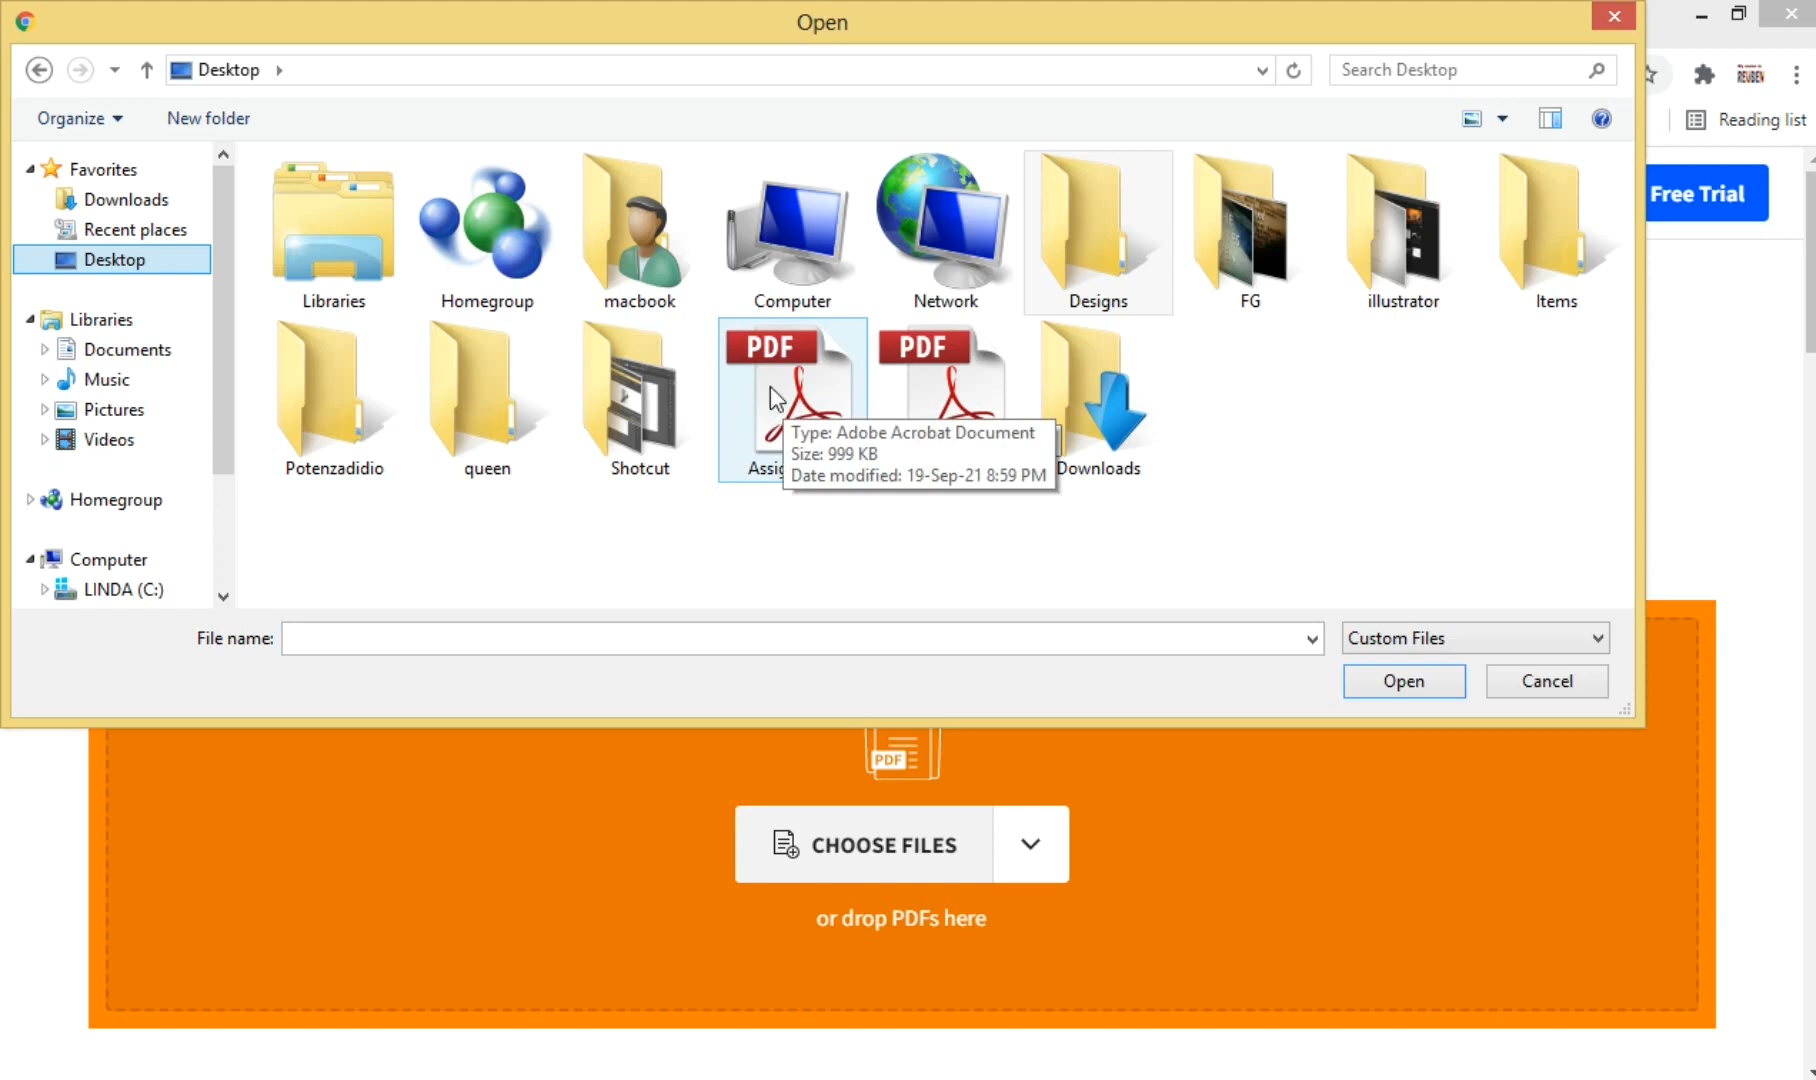 Open
Desktop
Search Desktop
REUBEN
Organize
New folder
Reading list
Favorites
Downloads
Recent places
Desktop
Libraries
Documents
Music
Pictures
Videos
Homegroup
Computer
LINDA (C:)
Libraries
Homegroup
macbook
Computer
Network
Designs
FG
illustrator
Items
Free Trial
PDF
PDF
Potenzadidio
queen
Shotcut
Downloads
Type: Adobe Acrobat Document
Size: 999 KB
Date modified: 19-Sep-21 8:59 PM
File name:
Custom Files
Open
Cancel
PDF
CHOOSE FILES
or drop PDFs here